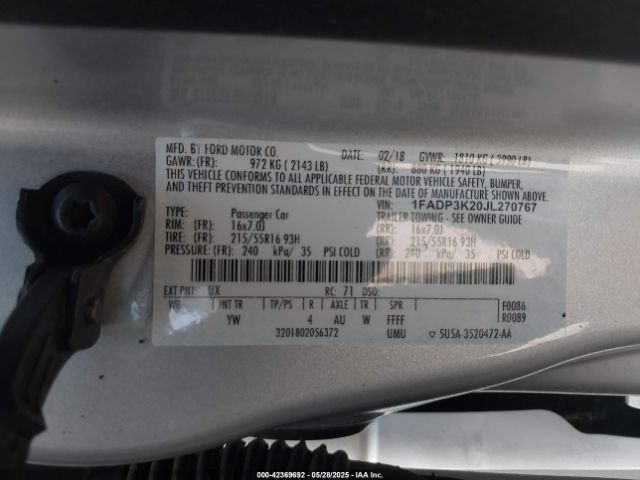 MFD. BY FORD MOTOR CO. DATE: 02/18 GVWR: 1810 KG ( 3990 LB)
GAWR: (FR): 972 KG ( 2143 LB) (RR): 880 KG ( 1940 LB)
THIS VEHICLE CONFORMS TO ALL APPLICABLE FEDERAL MOTOR VEHICLE SAFETY, BUMPER,
AND THEFT PREVENTION STANDARDS IN EFFECT ON THE DATE OF MANUFACTURE SHOWN ABOVE.
VIN: 1FADP3K20JL270767
TYPE: Passenger Car TRAILER TOWING - SEE OWNER GUIDE
RIM: (FR): 16x7.0J (RR): 16x7.0J
TIRE: (FR): 215/55R16 93H (RR): 215/55R16 93H
PRESSURE: (FR): 240 kPa/ 35 PSI COLD (RR): 240 kPa/ 35 PSI COLD
EXT PNT: UX RC: 71 DSO:
WB INT TR TP/PS R AXLE TR SPR F0086
YW 4 AU W FFFF R0089
3201802056372 UMU 5U5A-3520472-AA
000-42369692 05/28/2025 IAAI.COM